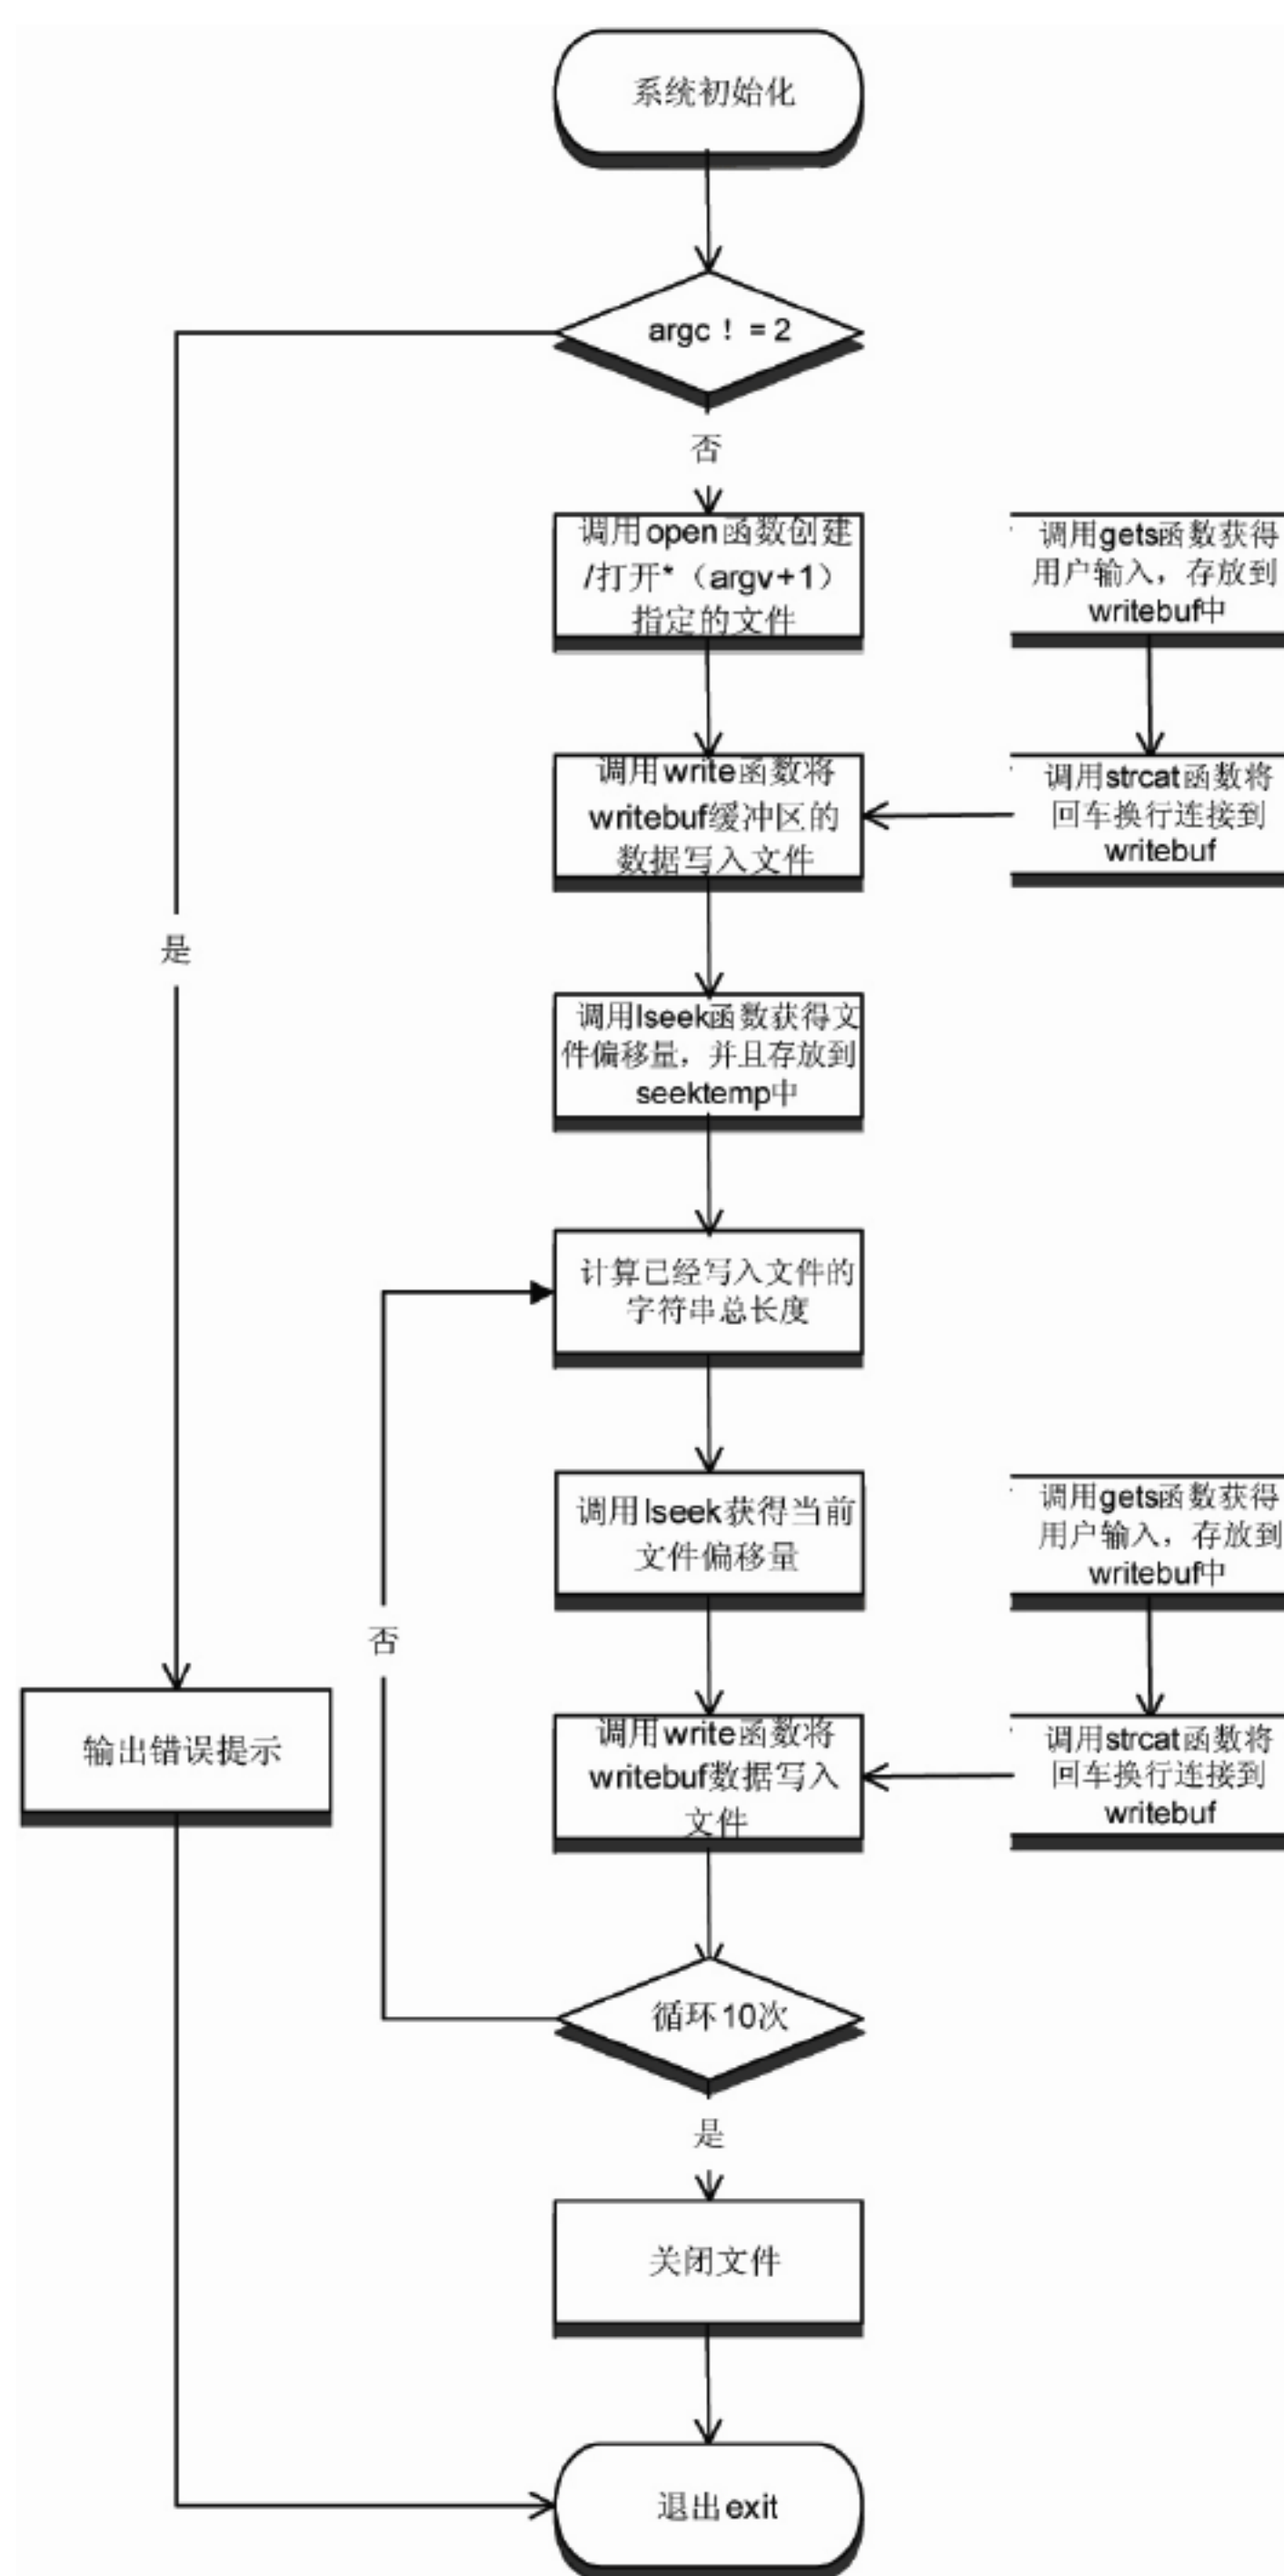 系统初始化
argc ! = 2
否
调用open函数创建
/打开*（argv+1）
指定的文件
调用gets函数获得
用户输入，存放到
writebuf中
调用write函数将
writebuf缓冲区的
数据写入文件
调用strcat函数将
回车换行连接到
writebuf
是
调用lseek函数获得文
件偏移量，并且存放到
seektemp中
计算已经写入文件的
字符串总长度
调用lseek获得当前
文件偏移量
调用gets函数获得
用户输入，存放到
writebuf中
否
输出错误提示
调用write函数将
writebuf数据写入
文件
调用strcat函数将
回车换行连接到
writebuf
循环10次
是
关闭文件
退出exit